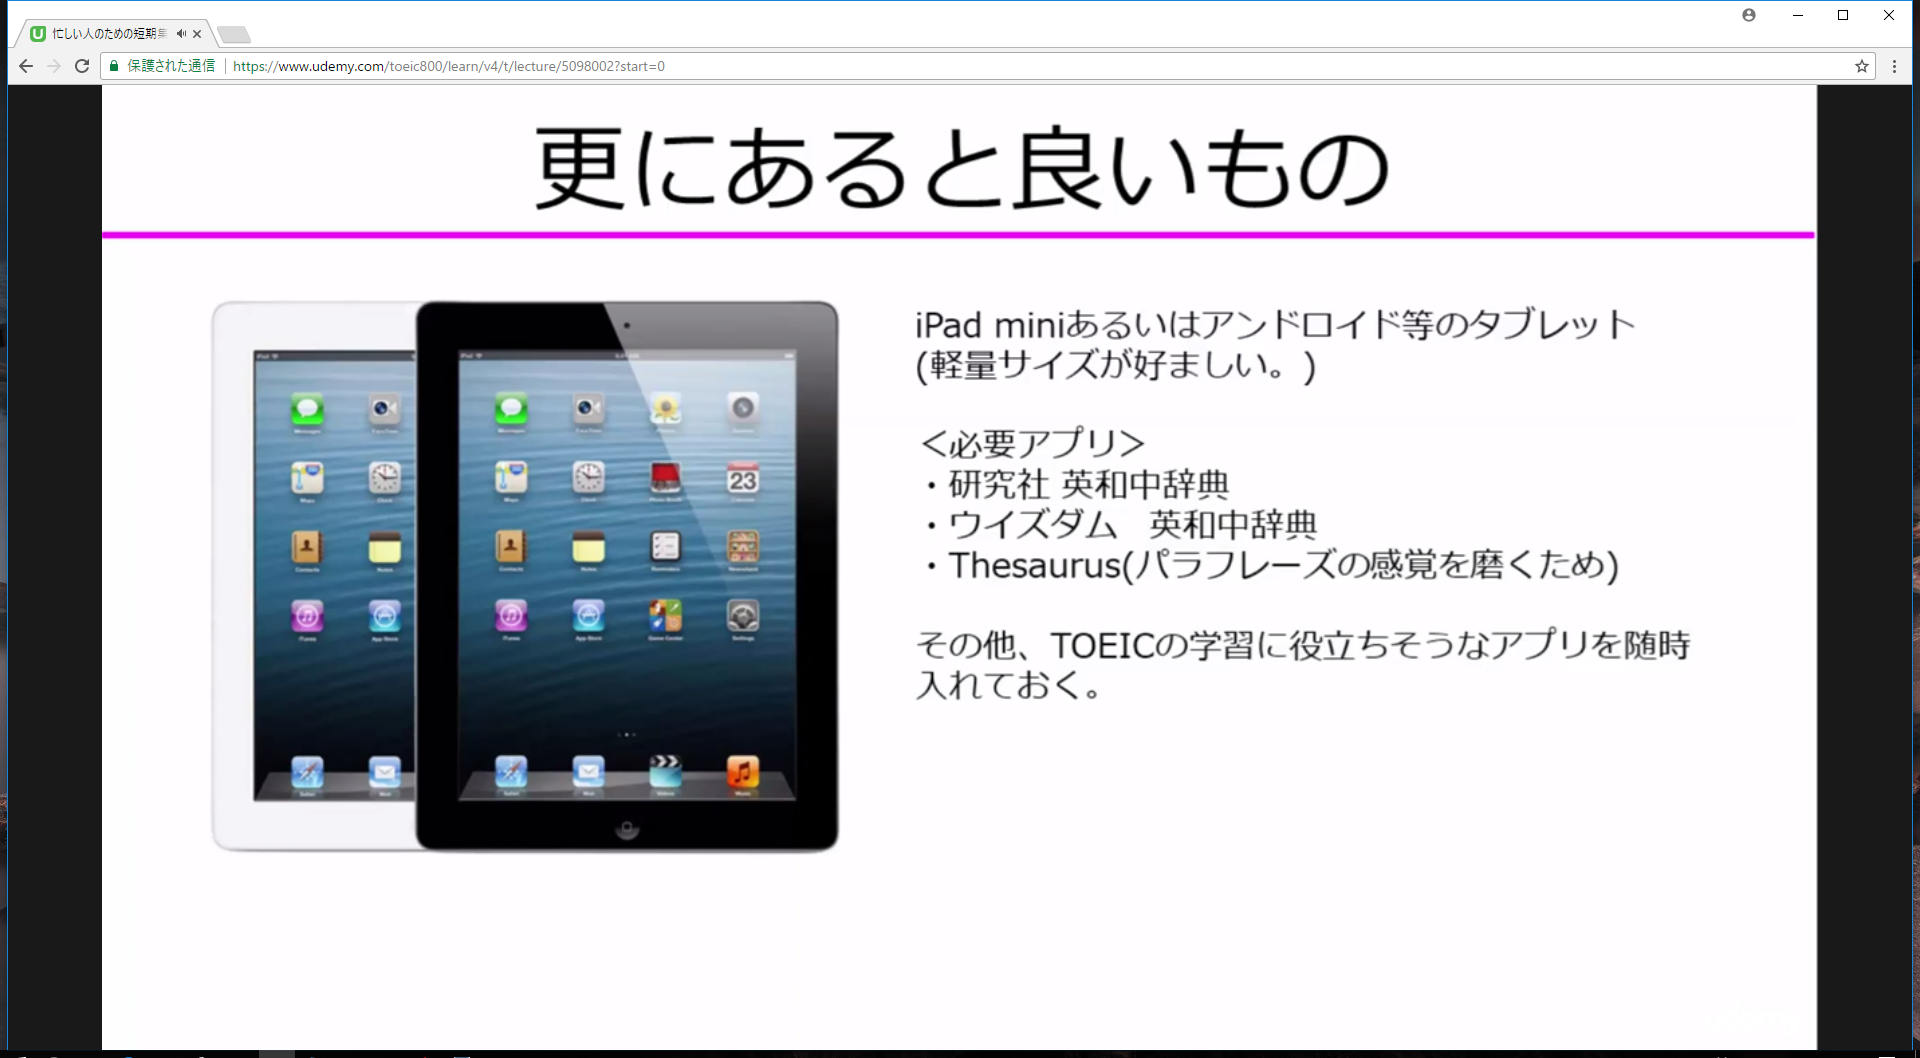 忙しい人のための短期集
保護された通信
https://www.udemy.com/toeic800/learn/v4/t/lecture/5098002?start=0
更にあると良いもの
iPad miniあるいはアンドロイド等のタブレット
(軽量サイズが好ましい。)
＜必要アプリ＞
・研究社 英和中辞典
・ウイズダム　英和中辞典
・Thesaurus(パラフレーズの感覚を磨くため)
その他、TOEICの学習に役立ちそうなアプリを随時
入れておく。
23